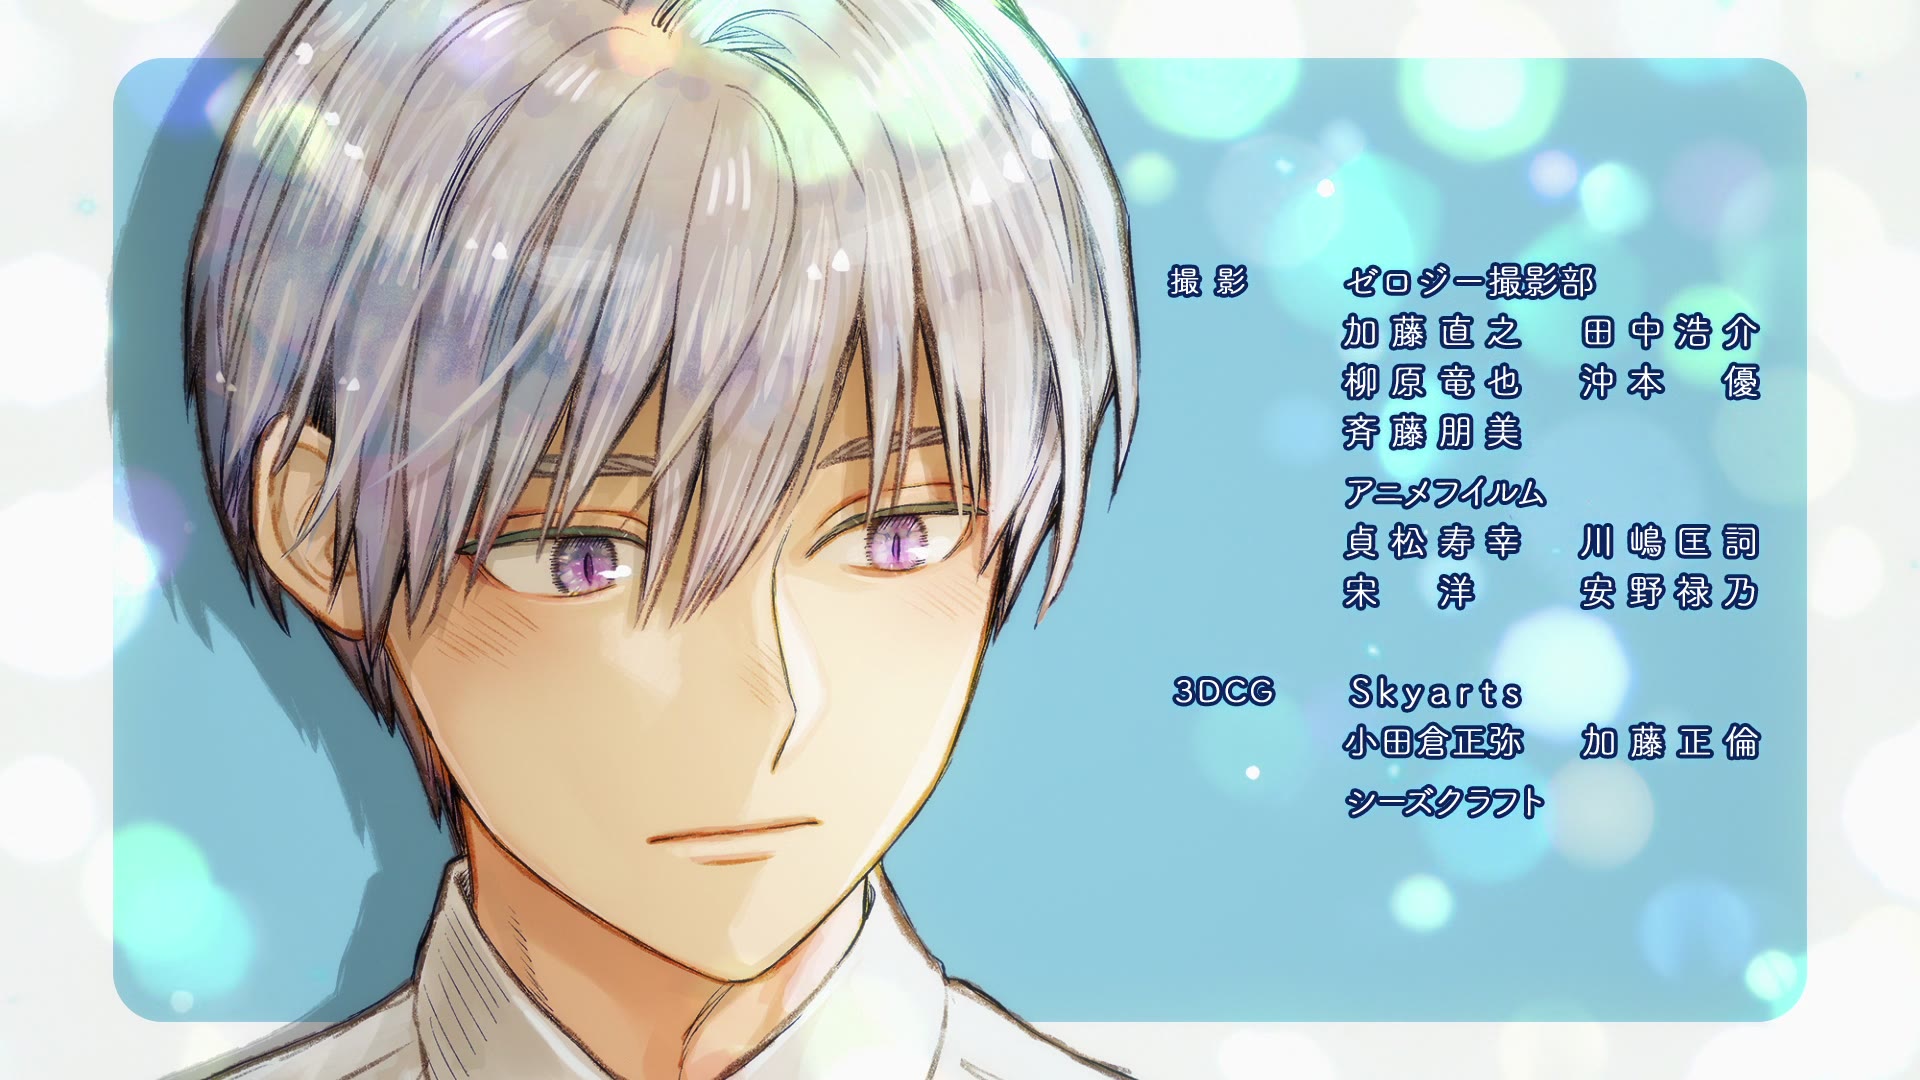 撮影 ゼロジー撮影部
加藤直之 田中浩介
柳原竜也 沖本 優
斉藤朋美
アニメフイルム
貞松寿幸 川嶋匡詞
宋 洋 安野禄乃
3DCG Skyarts
小田倉正弥 加藤正倫
シーズクラフト